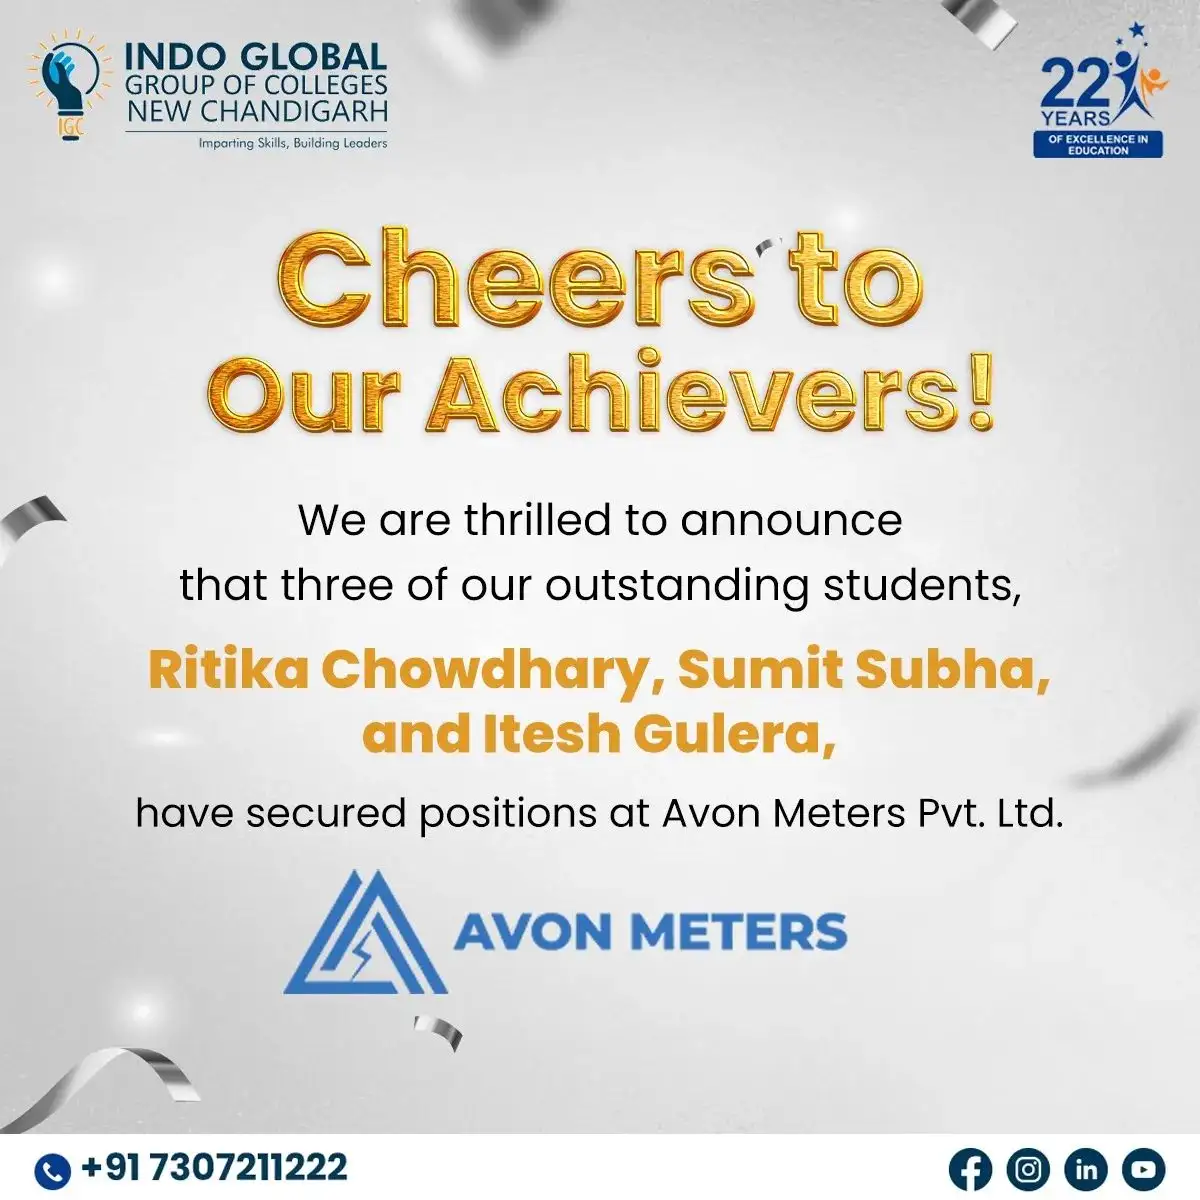 INDO GLOBAL
GROUP OF COLLEGES
NEW CHANDIGARH
Imparting Skills, Building Leaders
IGC
22
YEARS
OF EXCELLENCE IN
EDUCATION
Cheers to
Our Achievers!
We are thrilled to announce
that three of our outstanding students,
Ritika Chowdhary, Sumit Subha,
and Itesh Gulera,
have secured positions at Avon Meters Pvt. Ltd.
AVON METERS
+91 7307211222